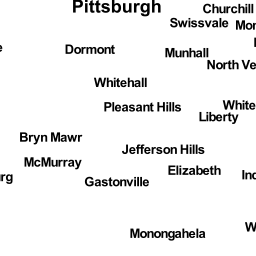 Pittsburgh
Churchill
Swissvale
Mon
Dormont
Munhall
North Ve
Whitehall
Pleasant Hills
White
Liberty
Bryn Mawr
Jefferson Hills
McMurray
Elizabeth
Gastonville
Monongahela